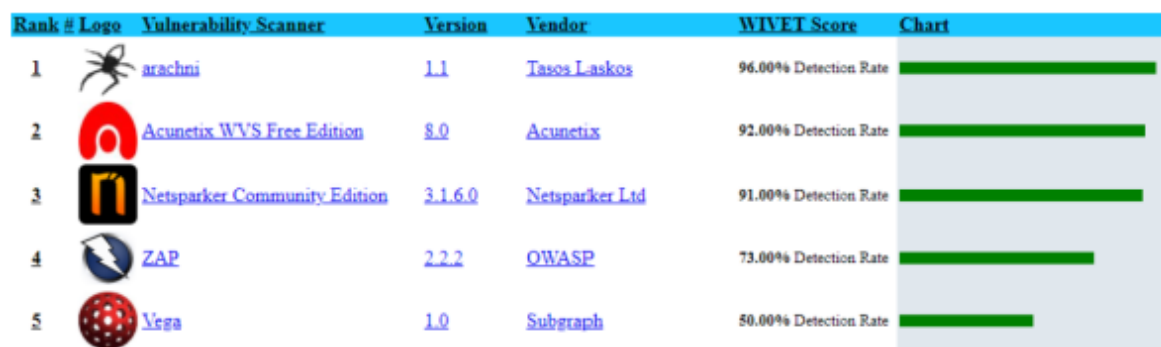 Rank # Logo Vulnerability Scanner Version Vendor WIVET Score Chart
1 arachni 1.1 Tasos Laskos 96.00% Detection Rate
2 Acunetix WVS Free Edition 8.0 Acunetix 92.00% Detection Rate
3 Netsparker Community Edition 3.1.6.0 Netsparker Ltd 91.00% Detection Rate
4 ZAP 2.2.2 OWASP 73.00% Detection Rate
5 Vega 1.0 Subgraph 50.00% Detection Rate